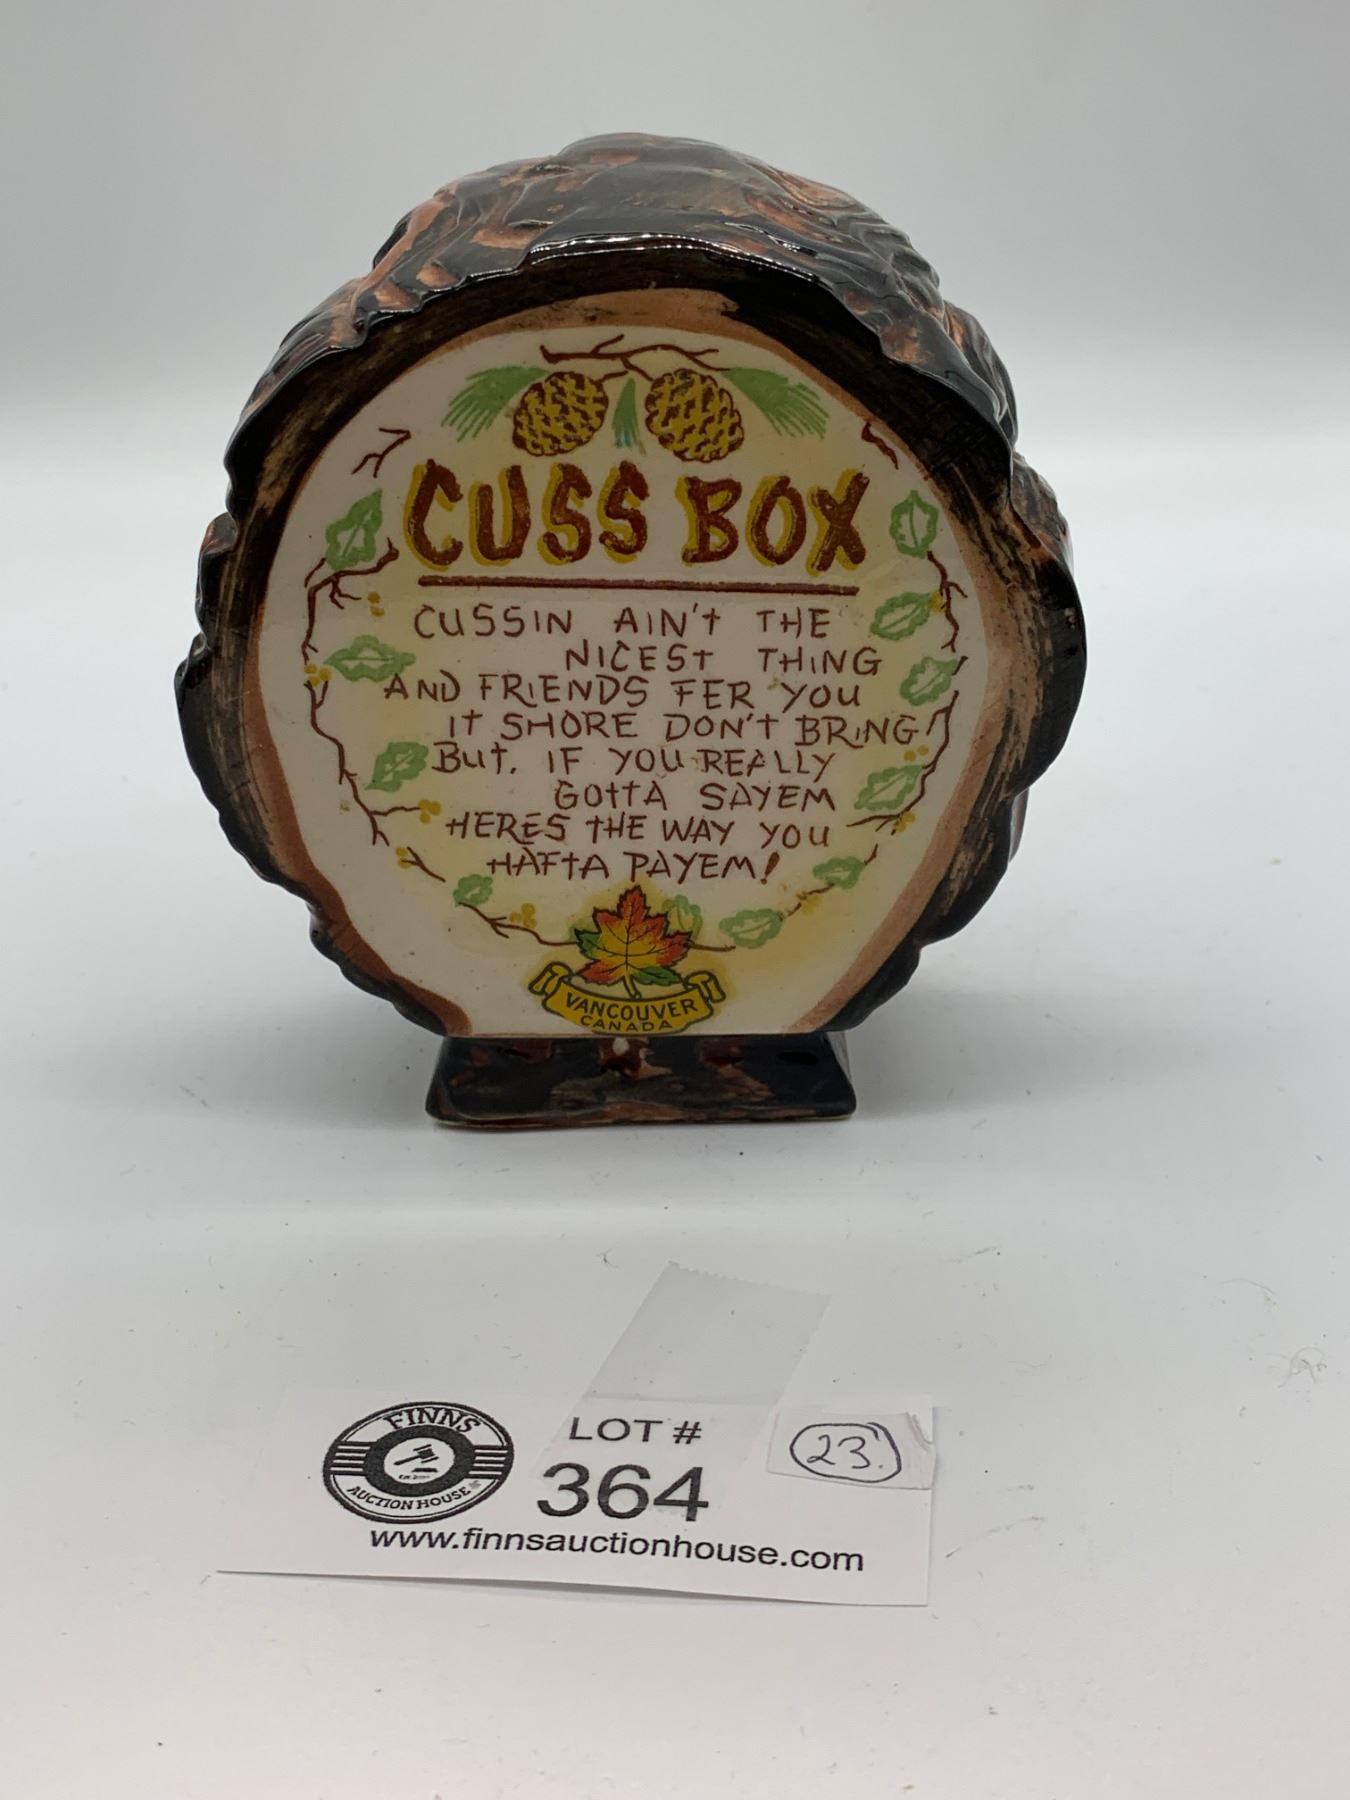 CUSS BOX
CUSSIN AIN't THE
NICESt THING
AND FRIENDS FER YOU
It SHORE DON't BRING!
But, IF YOU REALLY
GOttA SAYEM
HERES tHE WAY YOU
HAFtA PAYEM!
VANCOUVER
CANADA
FINNS
AUCTION HOUSE
LOT #
364
23
www.finnsauctionhouse.com